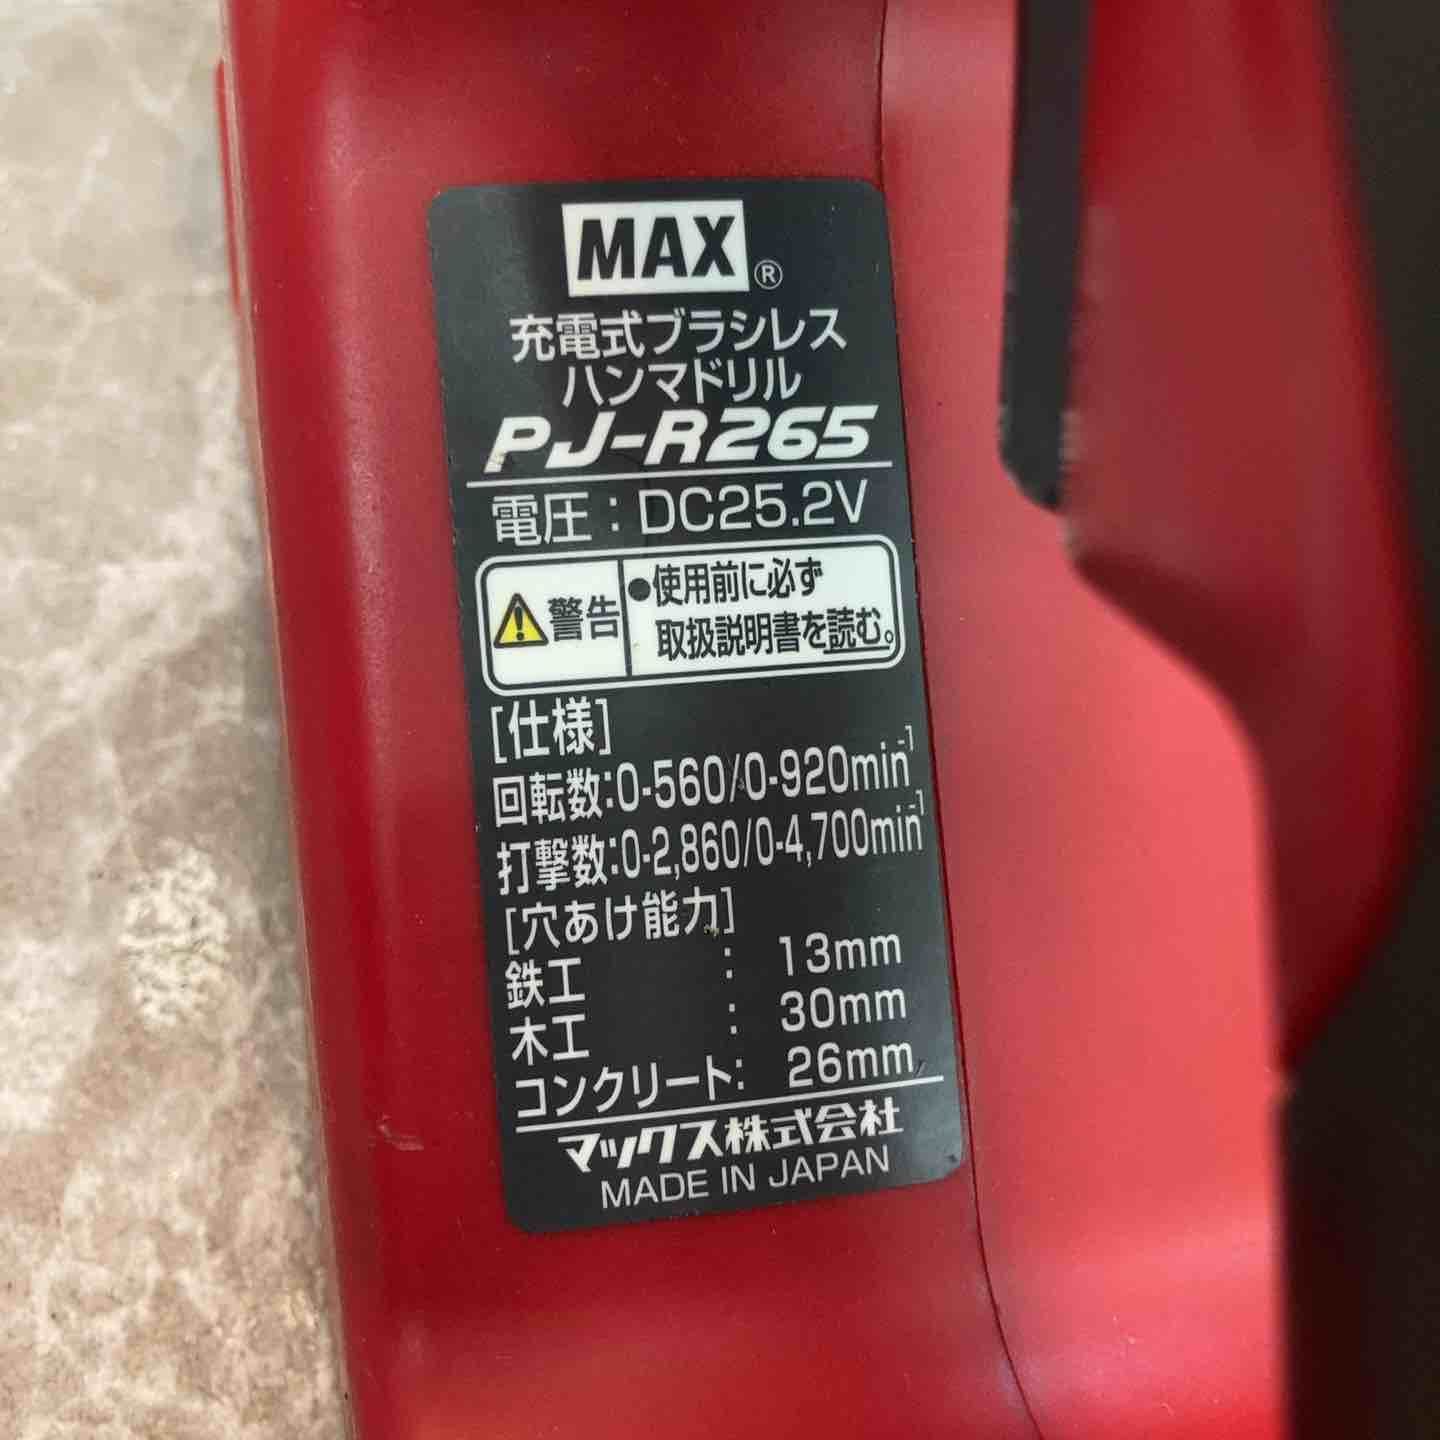 MAX®
充電式ブラシレス
ハンマドリル
PJ-R265
電圧：DC25.2V
警告
●使用前に必ず
取扱説明書を読む。
[仕様]
回転数:0-560/0-920min⁻¹
打撃数:0-2,860/0-4,700min⁻¹
[穴あけ能力]
鉄工 : 13mm
木工 : 30mm
コンクリート: 26mm
マックス株式会社
MADE IN JAPAN